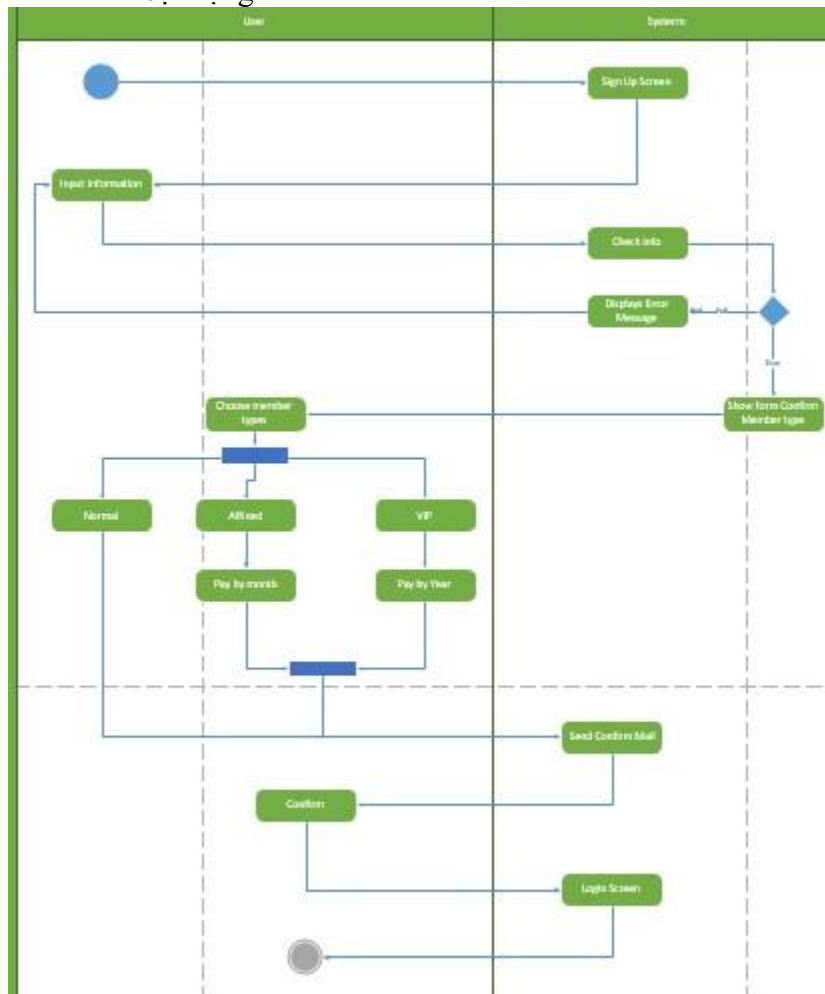 User
System
Sign Up Screen
Input Information
Check info
Displays Error
Message
True
Choose member
types
Show form Confirm
Member type
Normal
VIP
Pay by month
Pay by Year
Send Confirm Mail
Confirm
Login Screen